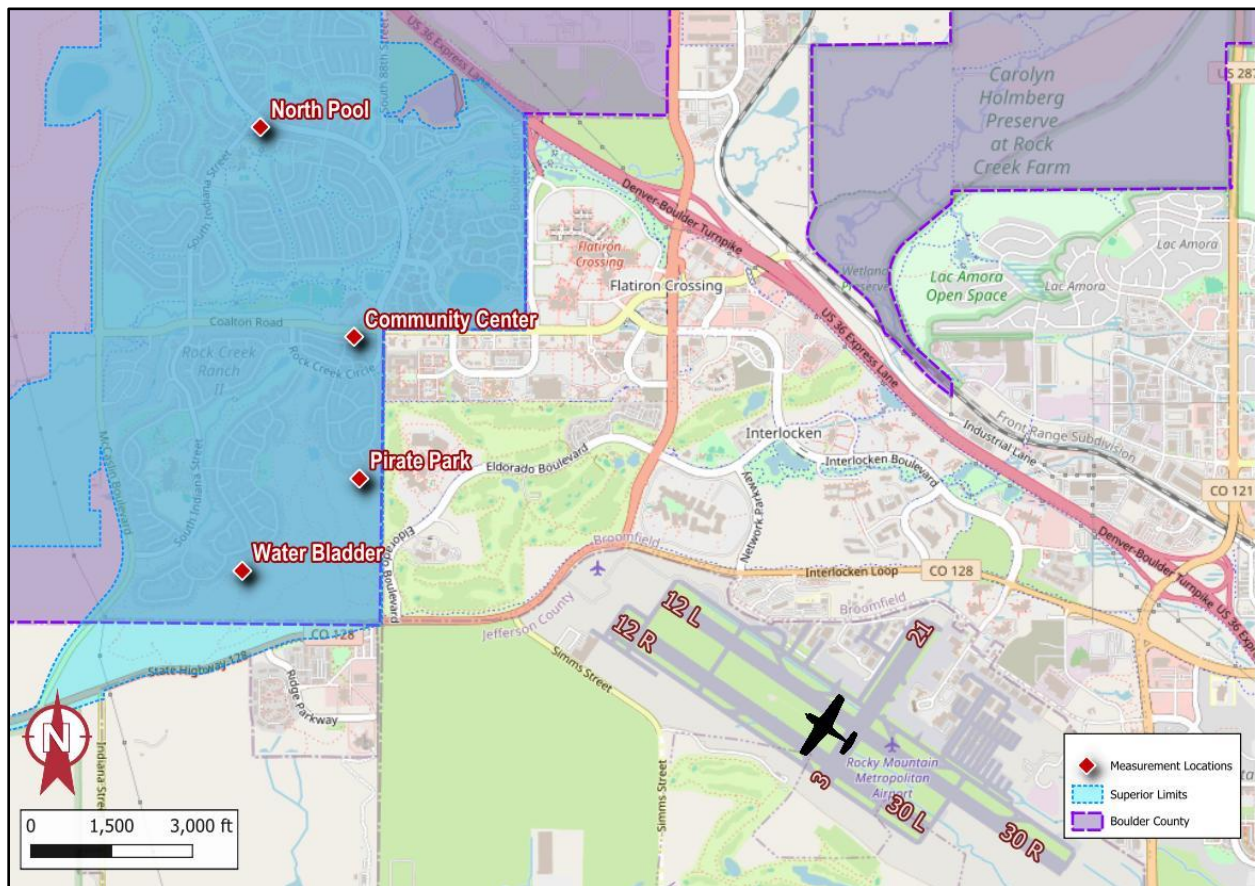 US 36 Express Lane
South 88th Street
North Pool
South Indiana Street
Carolyn
Holmberg
Preserve
at Rock
Creek Farm
US 287
Denver-Boulder Turnpike
Flatiron
Crossing
Flatiron Crossing
Wetland
Preserve
Lac Amora
Lac Amora
Lac Amora
Open Space
Coalton Road
Community Center
Rock Creek
Ranch
II
Rock Creek Circle
US 36 Express Lane
Front Range Subdivision
Industrial Lane
McCaslin Boulevard
South Indiana Street
Pirate Park
Eldorado Boulevard
Interlocken
Interlocken Boulevard
Network Parkway
CO 121
Water Bladder
Eldorado Boulevard
Broomfield
Interlocken Loop
CO 128
Denver-Boulder Turnpike
US 36 Expre
Jefferson County
Broomfield
CO 128
State Highway 128
Ridge Parkway
Simms Street
Simms Street
12 L
12 R
21
3
30 L
30 R
Rocky Mountain
Metropolitan
Airport
Indiana Stre
N
0 1,500 3,000 ft
Measurement Locations
Superior Limits
Boulder County